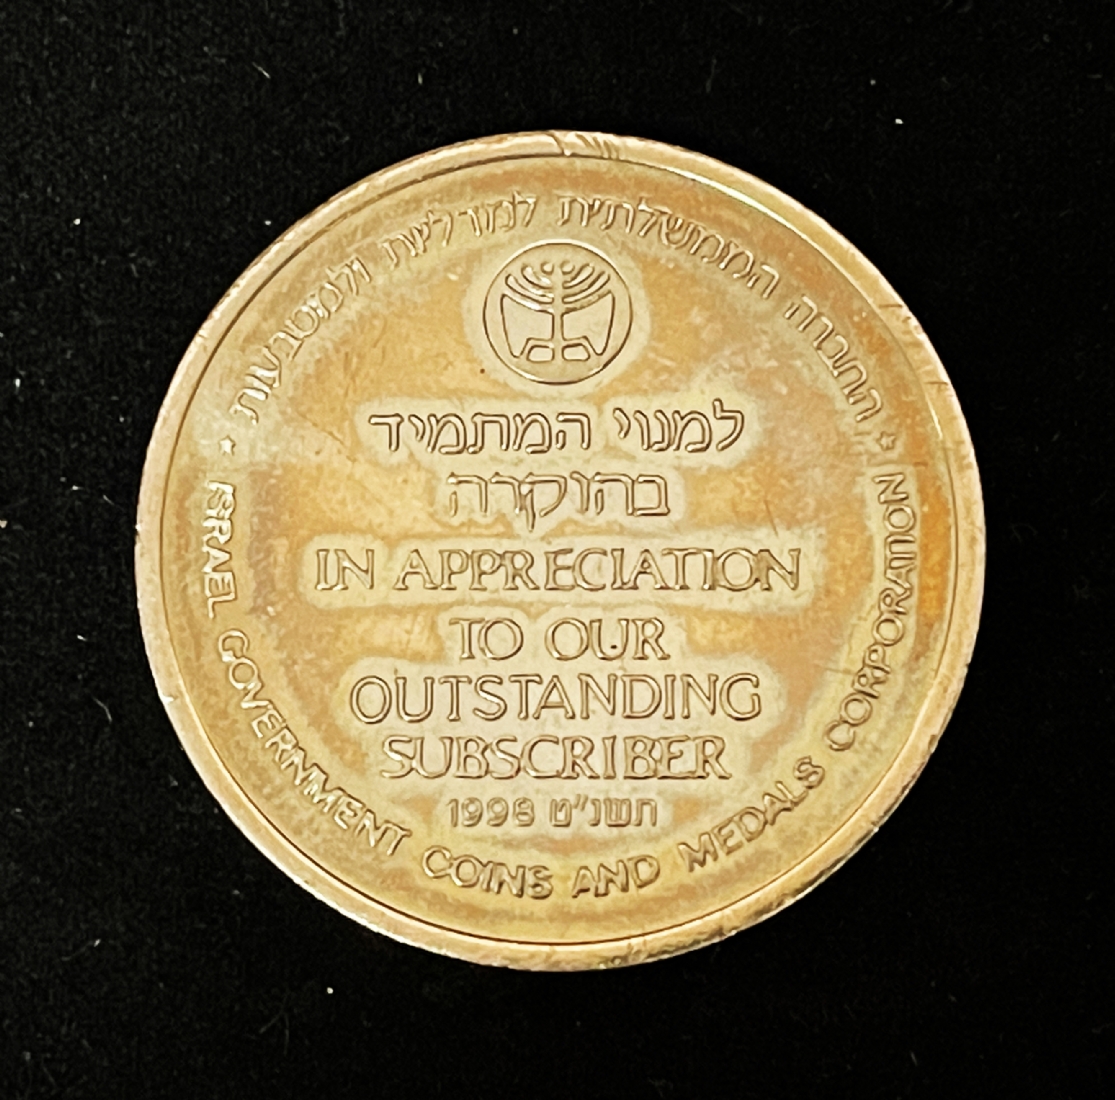 החברה הממשלתית למדליות ולמטבעות
למנוי המתמיד
בהוקרה
IN APPRECIATION
TO OUR
OUTSTANDING
SUBSCRIBER
1998 תשנ"ט
* ISRAEL GOVERNMENT COINS AND MEDALS CORPORATION *